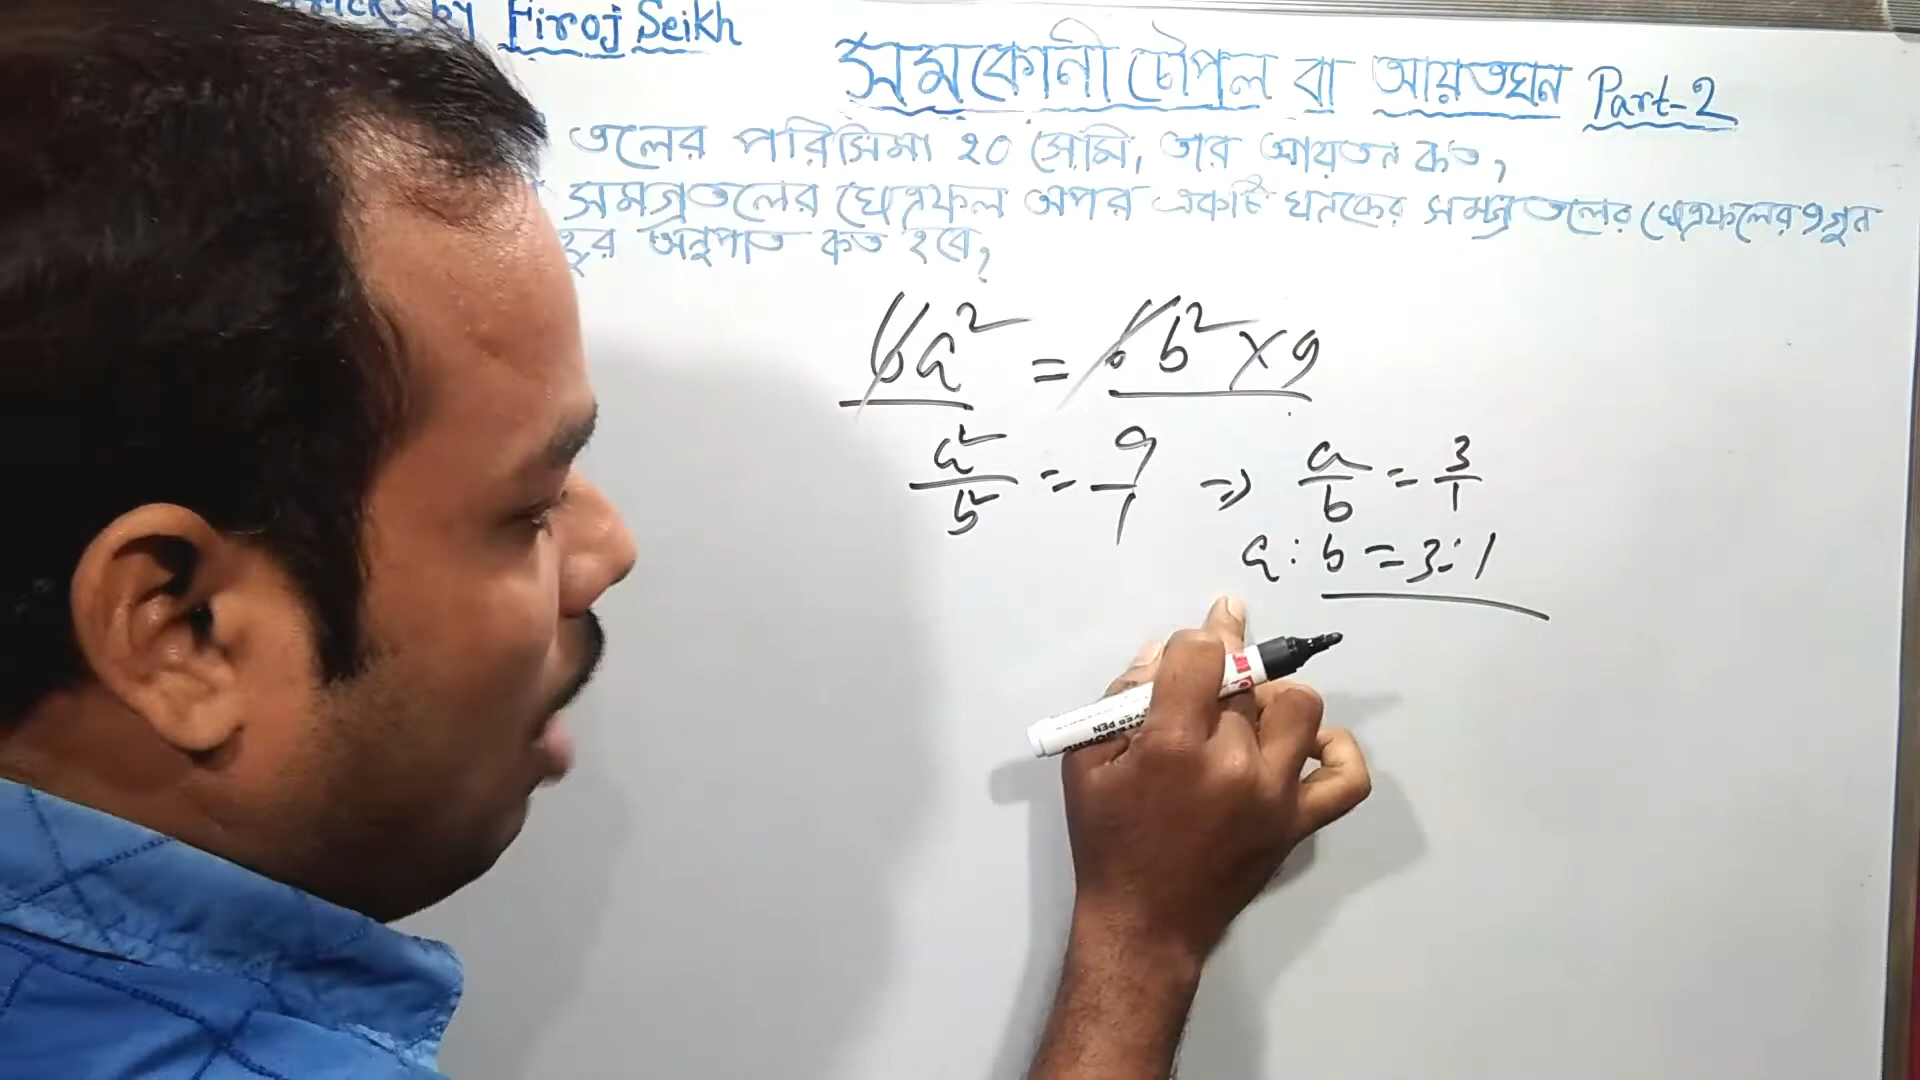 by Firoj Seikh
সমকোনী চৌপল বা আয়তঘন Part-2
তলের পরিসিমা ২০ সেমি, তার আয়তন কত,
সমগ্রতলের ক্ষেত্রফল অপর একটি ঘনকের সমগ্রতলের ক্ষেত্রফলের 9গুন
অনুপাত কত হবে?
6a² = 6b² × 9
a²/b² = 9/1 ⇒ a/b = 3/1
a : b = 3:1